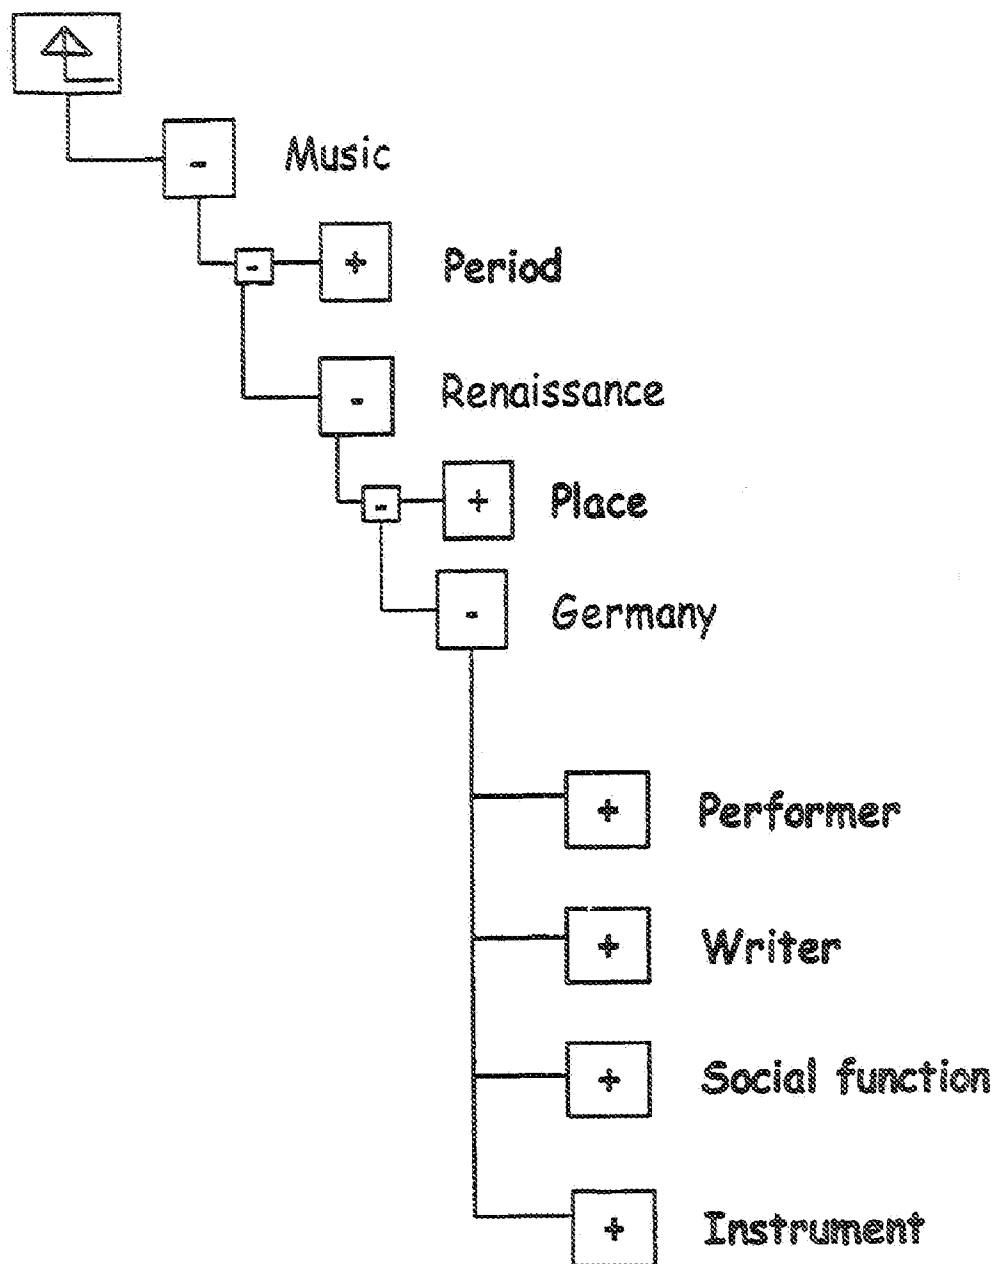 - Music
- + Period
- Renaissance
- + Place
- Germany
+ Performer
+ Writer
+ Social function
+ Instrument